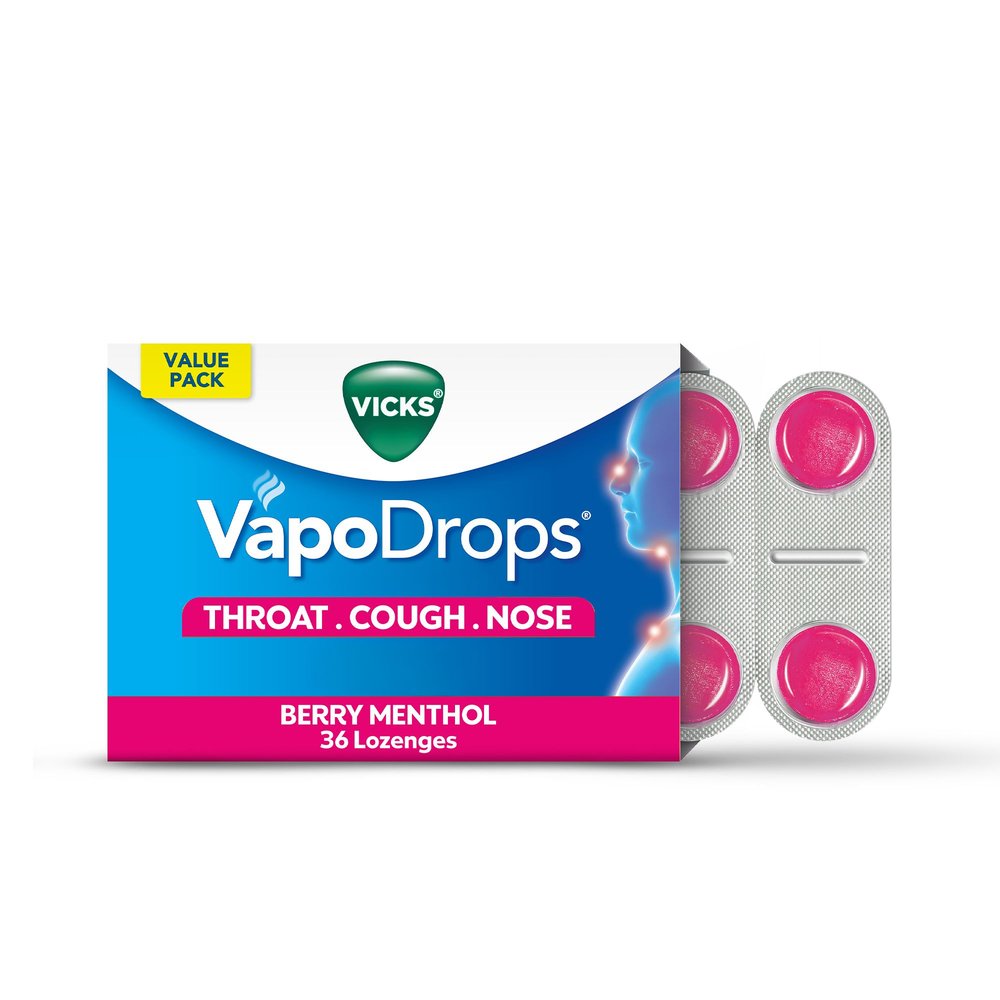 VALUE
PACK
VICKS®
VapoDrops®
THROAT . COUGH . NOSE
BERRY MENTHOL
36 Lozenges